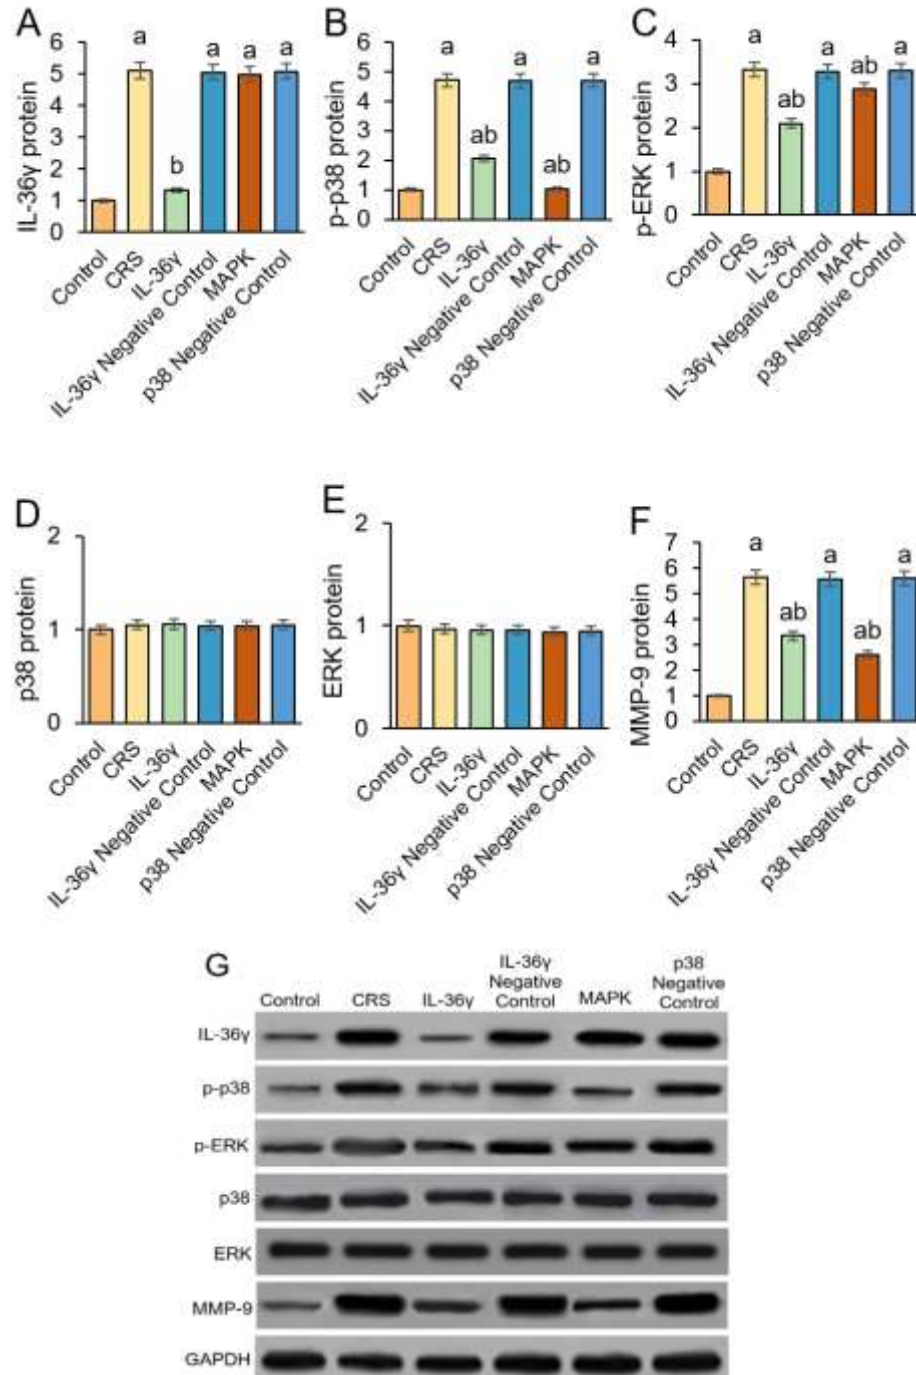 A
IL-36γ protein
6
5
4
3
2
1
0
a
b
a
a
a
Control
CRS
IL-36γ
IL-36γ Negative Control
MAPK
p38 Negative Control
B
p-p38 protein
6
5
4
3
2
1
0
a
ab
a
ab
a
Control
CRS
IL-36γ
IL-36γ Negative Control
MAPK
p38 Negative Control
C
p-ERK protein
4
3
2
1
0
a
ab
a
ab
a
Control
CRS
IL-36γ
IL-36γ Negative Control
MAPK
p38 Negative Control
D
p38 protein
2
1
0
Control
CRS
IL-36γ
IL-36γ Negative Control
MAPK
p38 Negative Control
E
ERK protein
2
1
0
Control
CRS
IL-36γ
IL-36γ Negative Control
MAPK
p38 Negative Control
F
MMP-9 protein
7
6
5
4
3
2
1
0
a
ab
a
ab
a
Control
CRS
IL-36γ
IL-36γ Negative Control
MAPK
p38 Negative Control
G
Control
CRS
IL-36γ
IL-36γ
Negative
Control
MAPK
p38
Negative
Control
IL-36γ
p-p38
p-ERK
p38
ERK
MMP-9
GAPDH